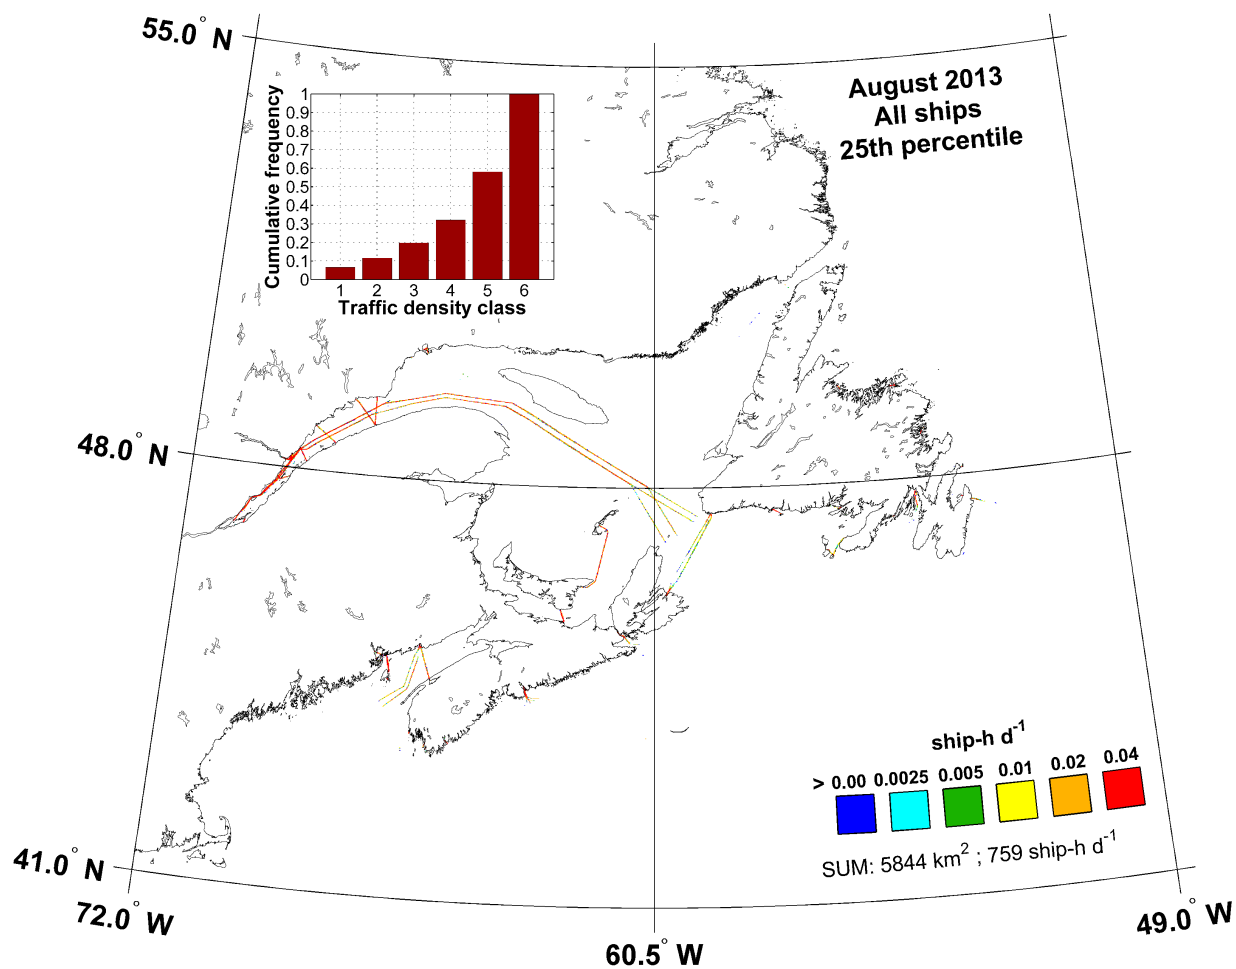 55.0° N
August 2013
All ships
25th percentile
Cumulative frequency
1
0.9
0.8
0.7
0.6
0.5
0.4
0.3
0.2
0.1
0
1 2 3 4 5 6
Traffic density class
48.0° N
ship-h d⁻¹
> 0.00 0.0025 0.005 0.01 0.02 0.04
SUM: 5844 km² ; 759 ship-h d⁻¹
41.0° N
72.0° W
60.5° W
49.0° W